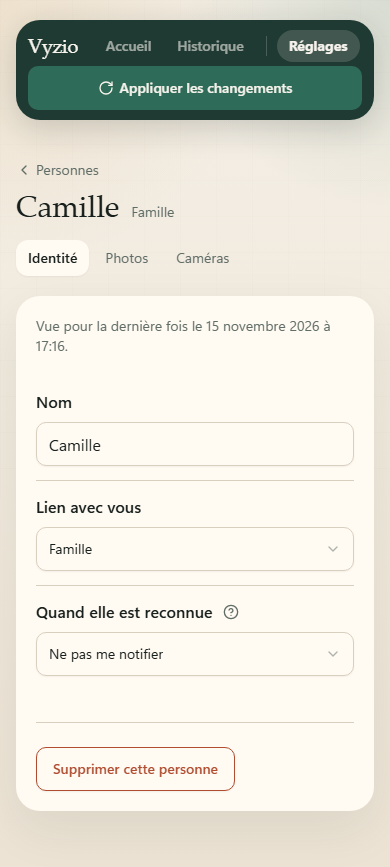 Vyzio
Accueil
Historique
Réglages
Appliquer les changements
Personnes
Camille
Famille
Identité
Photos
Caméras
Vue pour la dernière fois le 15 novembre 2026 à
17:16.
Nom
Camille
Lien avec vous
Famille
Quand elle est reconnue
Ne pas me notifier
Supprimer cette personne